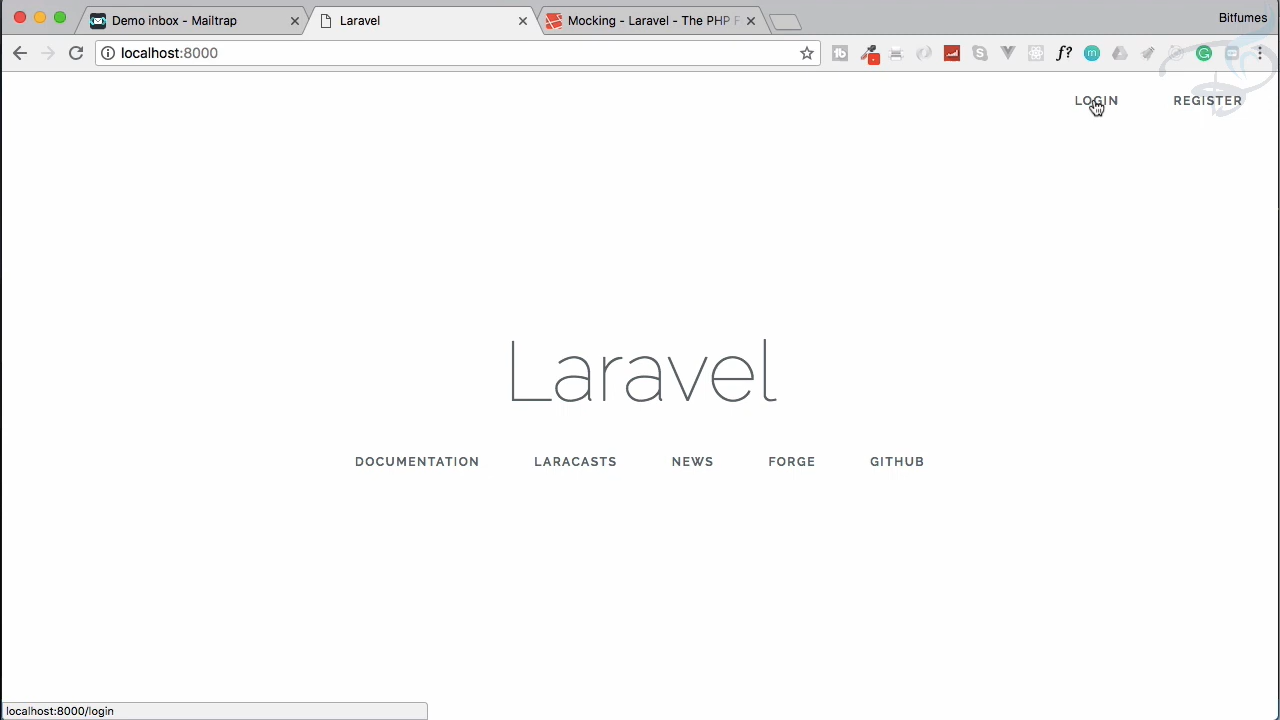 Demo inbox - Mailtrap
Laravel
Mocking - Laravel - The PHP F
Bitfumes
localhost:8000
LOGIN
REGISTER
Laravel
DOCUMENTATION
LARACASTS
NEWS
FORGE
GITHUB
localhost:8000/login